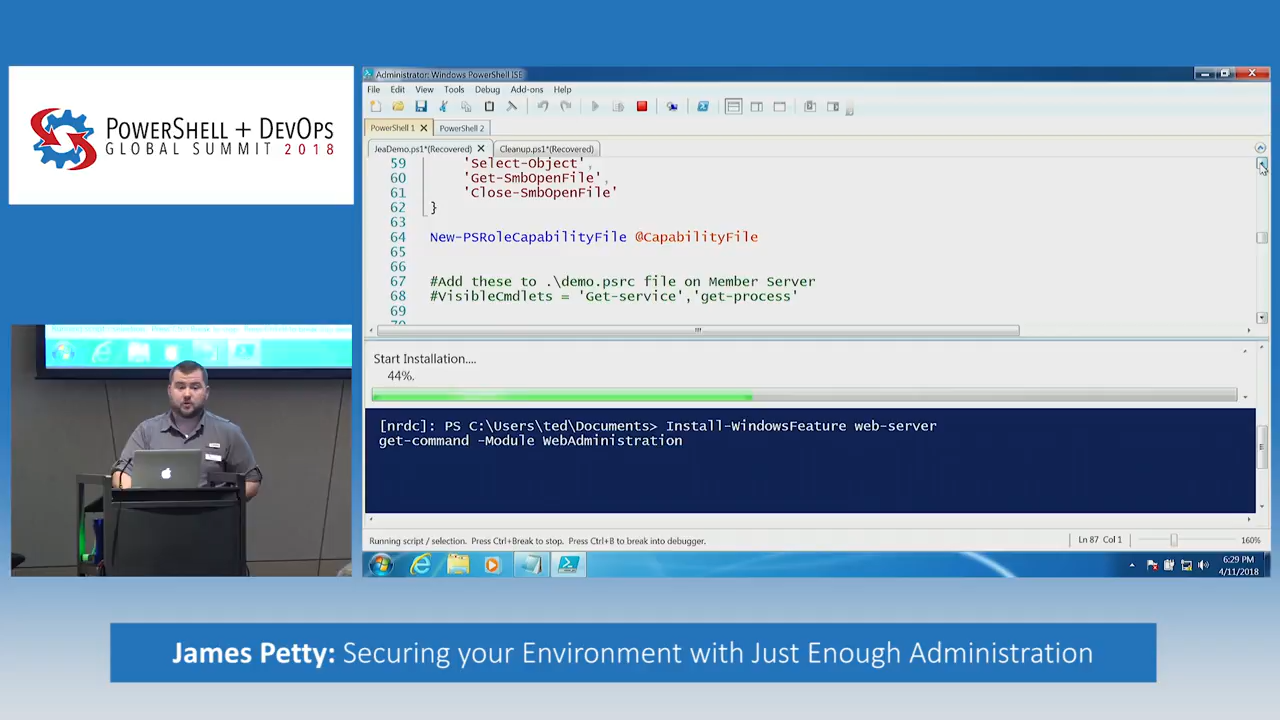 POWERSHELL + DEVOPS
GLOBAL SUMMIT 2018
Administrator: Windows PowerShell ISE
File Edit View Tools Debug Add-ons Help
PowerShell 1 PowerShell 2
JeaDemo.ps1*(Recovered) Cleanup.ps1*(Recovered)
59 'Select-Object',
60 'Get-SmbOpenFile',
61 'Close-SmbOpenFile'
62 }
63
64 New-PSRoleCapabilityFile @CapabilityFile
65
66
67 #Add these to .\demo.psrc file on Member Server
68 #VisibleCmdlets = 'Get-service','get-process'
69
70
Start Installation....
44%.
[nrdc]: PS C:\Users\ted\Documents> Install-WindowsFeature web-server
get-command -Module WebAdministration
Running script / selection. Press Ctrl+Break to stop. Press Ctrl+B to break into debugger.
Ln 87 Col 1
160%
6:29 PM
4/11/2018
James Petty: Securing your Environment with Just Enough Administration